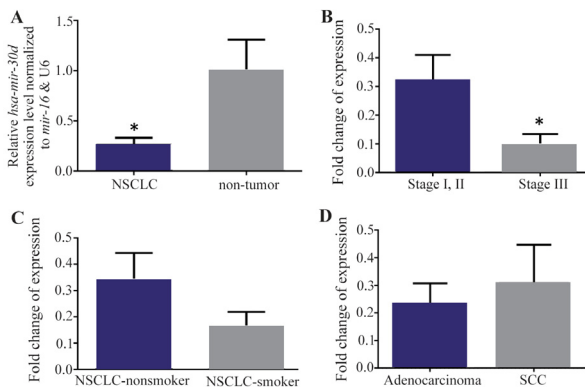 A
Relative hsa-mir-30d
expression level normalized
to mir-16 & U6
1.5
1.0
0.5
0.0
*
NSCLC
non-tumor
B
Fold change of expression
0.5
0.4
0.3
0.2
0.1
0.0
*
Stage I, II
Stage III
C
Fold change of expression
0.5
0.4
0.3
0.2
0.1
0.0
NSCLC-nonsmoker
NSCLC-smoker
D
Fold change of expression
0.5
0.4
0.3
0.2
0.1
0.0
Adenocarcinoma
SCC